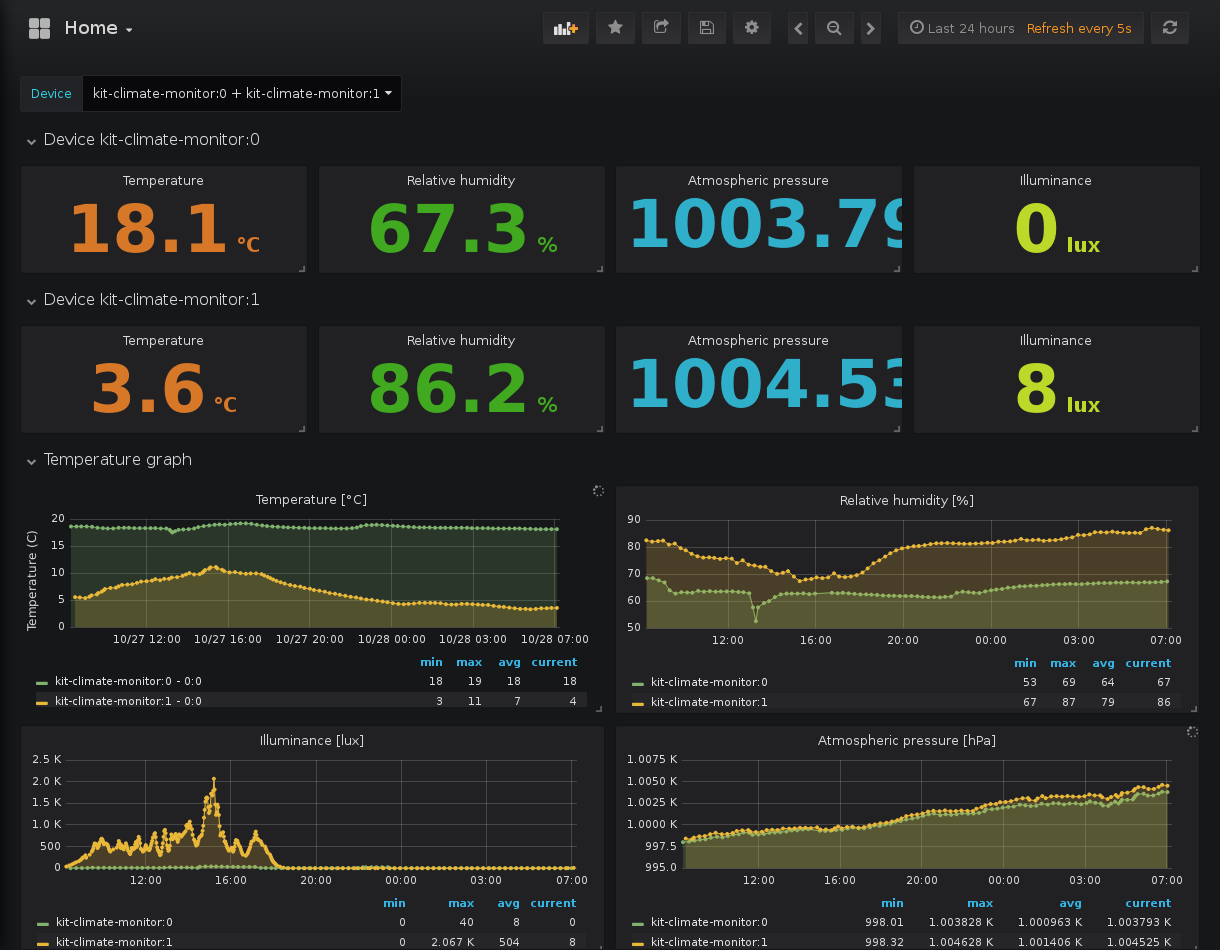 Home
Last 24 hours Refresh every 5s
Device kit-climate-monitor:0 + kit-climate-monitor:1
Device kit-climate-monitor:0
Temperature Relative humidity Atmospheric pressure Illuminance
18.1 °C 67.3 % 1003.79 0 lux
Device kit-climate-monitor:1
Temperature Relative humidity Atmospheric pressure Illuminance
3.6 °C 86.2 % 1004.53 8 lux
Temperature graph
Temperature [°C]
Temperature (C)
20
15
10
5
0
10/27 12:00 10/27 16:00 10/27 20:00 10/28 00:00 10/28 03:00 10/28 07:00
min max avg current
kit-climate-monitor:0 - 0:0 18 19 18 18
kit-climate-monitor:1 - 0:0 3 11 7 4
Relative humidity [%]
90
80
70
60
50
12:00 16:00 20:00 00:00 03:00 07:00
min max avg current
kit-climate-monitor:0 53 69 64 67
kit-climate-monitor:1 67 87 79 86
Illuminance [lux]
2.5 K
2.0 K
1.5 K
1.0 K
500
0
12:00 16:00 20:00 00:00 03:00 07:00
min max avg current
kit-climate-monitor:0 0 40 8 0
kit-climate-monitor:1 0 2.067 K 504 8
Atmospheric pressure [hPa]
1.0075 K
1.0050 K
1.0025 K
1.0000 K
997.5
995.0
12:00 16:00 20:00 00:00 03:00 07:00
min max avg current
kit-climate-monitor:0 998.01 1.003828 K 1.000963 K 1.003793 K
kit-climate-monitor:1 998.32 1.004628 K 1.001406 K 1.004525 K